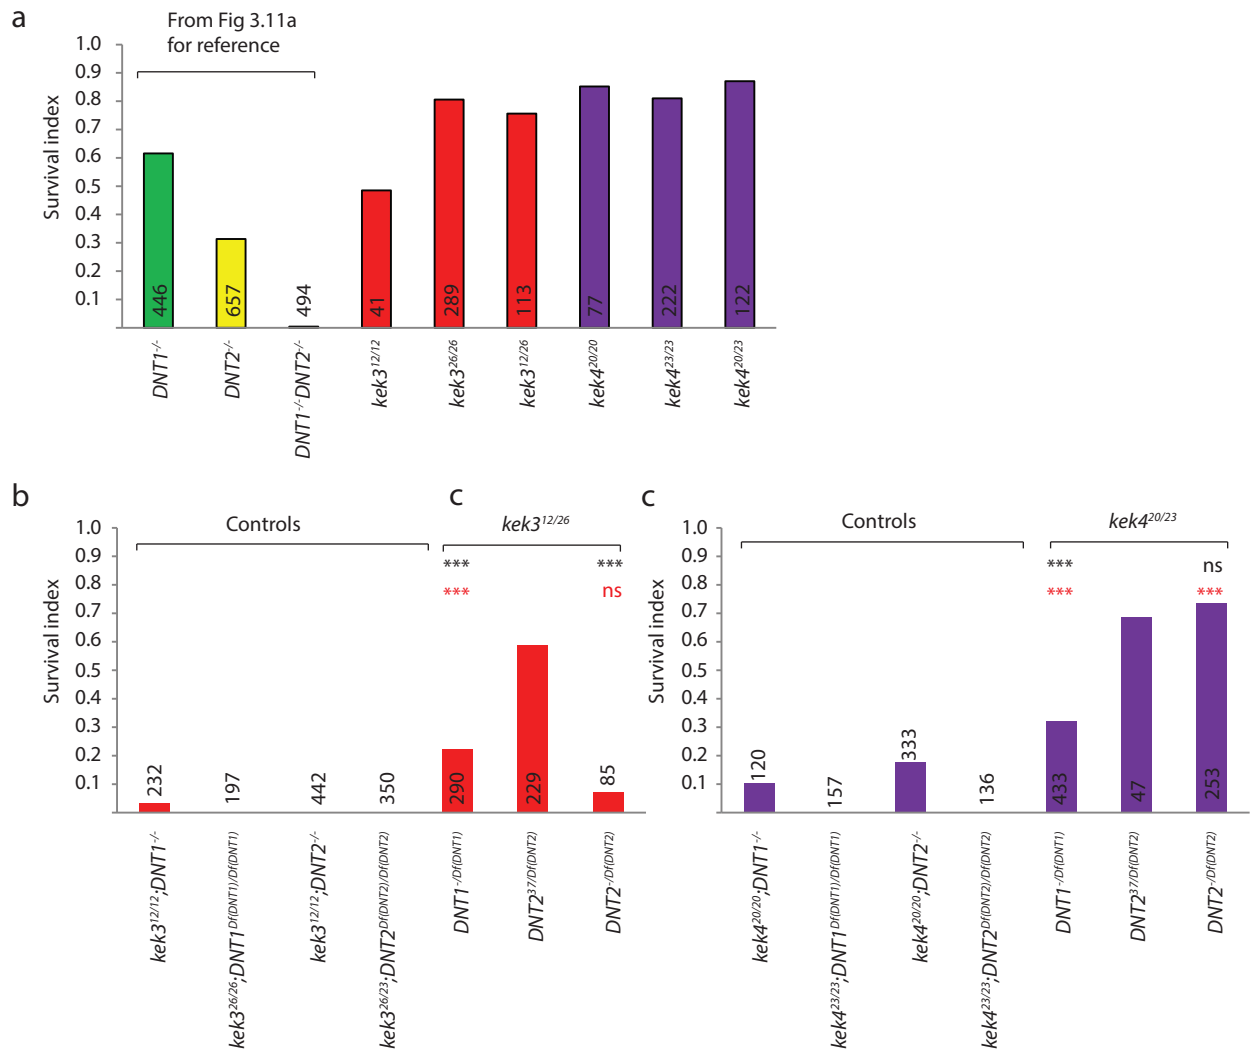 a
From Fig 3.11a
for reference
Survival index
1.0
0.9
0.8
0.7
0.6
0.5
0.4
0.3
0.2
0.1
446
657
494
41
289
113
77
222
122
DNT1-/-
DNT2-/-
DNT1-/-DNT2-/-
kek312/12
kek326/26
kek312/26
kek420/20
kek423/23
kek420/23
b
c
Controls
kek312/26
Survival index
1.0
0.9
0.8
0.7
0.6
0.5
0.4
0.3
0.2
0.1
***
***
***
ns
232
197
442
350
290
229
85
kek312/12;DNT1-/-
kek326/26;DNT1Df(DNT1)/Df(DNT1)
kek312/12;DNT2-/-
kek326/23;DNT2Df(DNT2)/Df(DNT2)
DNT1-/Df(DNT1)
DNT237/Df(DNT2)
DNT2-/Df(DNT2)
c
Controls
kek420/23
Survival index
1.0
0.9
0.8
0.7
0.6
0.5
0.4
0.3
0.2
0.1
***
ns
***
***
120
157
333
136
433
47
253
kek420/20;DNT1-/-
kek423/23;DNT1Df(DNT1)/Df(DNT1)
kek420/20;DNT2-/-
kek423/23;DNT2Df(DNT2)/Df(DNT2)
DNT1-/Df(DNT1)
DNT237/Df(DNT2)
DNT2-/Df(DNT2)